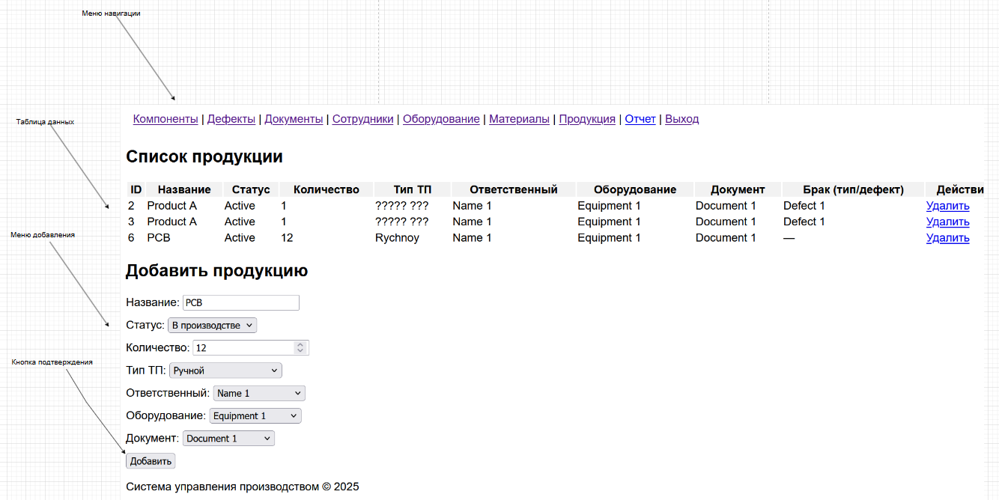 Меню навигации
Таблица данных
Меню добавления
Кнопка подтверждения
Компоненты | Дефекты | Документы | Сотрудники | Оборудование | Материалы | Продукция | Отчет | Выход
Список продукции
ID Название Статус Количество Тип ТП Ответственный Оборудование Документ Брак (тип/дефект) Действи
2 Product A Active 1 ????? ??? Name 1 Equipment 1 Document 1 Defect 1 Удалить
3 Product A Active 1 ????? ??? Name 1 Equipment 1 Document 1 Defect 1 Удалить
6 PCB Active 12 Rychnoy Name 1 Equipment 1 Document 1 — Удалить
Добавить продукцию
Название: PCB
Статус: В производстве
Количество: 12
Тип ТП: Ручной
Ответственный: Name 1
Оборудование: Equipment 1
Документ: Document 1
Добавить
Система управления производством © 2025